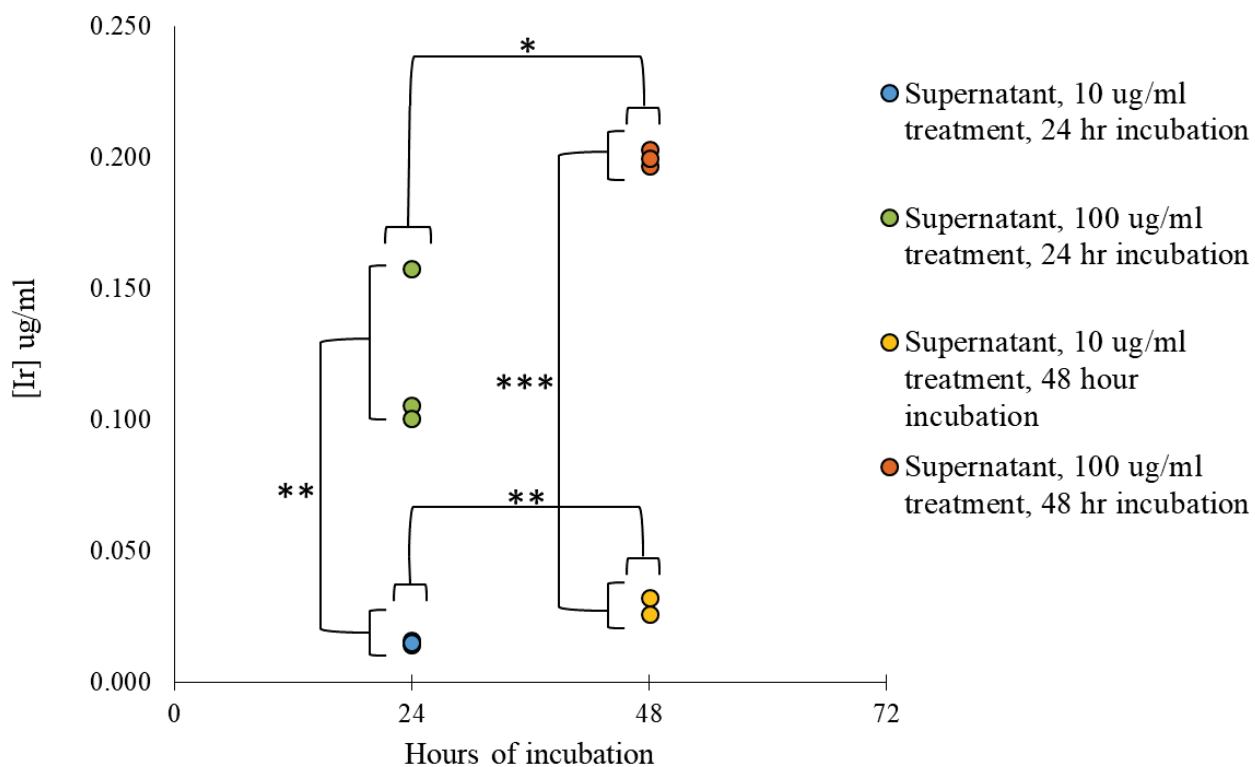 0.250
0.200
0.150
0.100
0.050
0.000
[Ir] ug/ml
*
***
**
**
0
24
48
72
Hours of incubation
Supernatant, 10 ug/ml
treatment, 24 hr incubation
Supernatant, 100 ug/ml
treatment, 24 hr incubation
Supernatant, 10 ug/ml
treatment, 48 hour
incubation
Supernatant, 100 ug/ml
treatment, 48 hr incubation